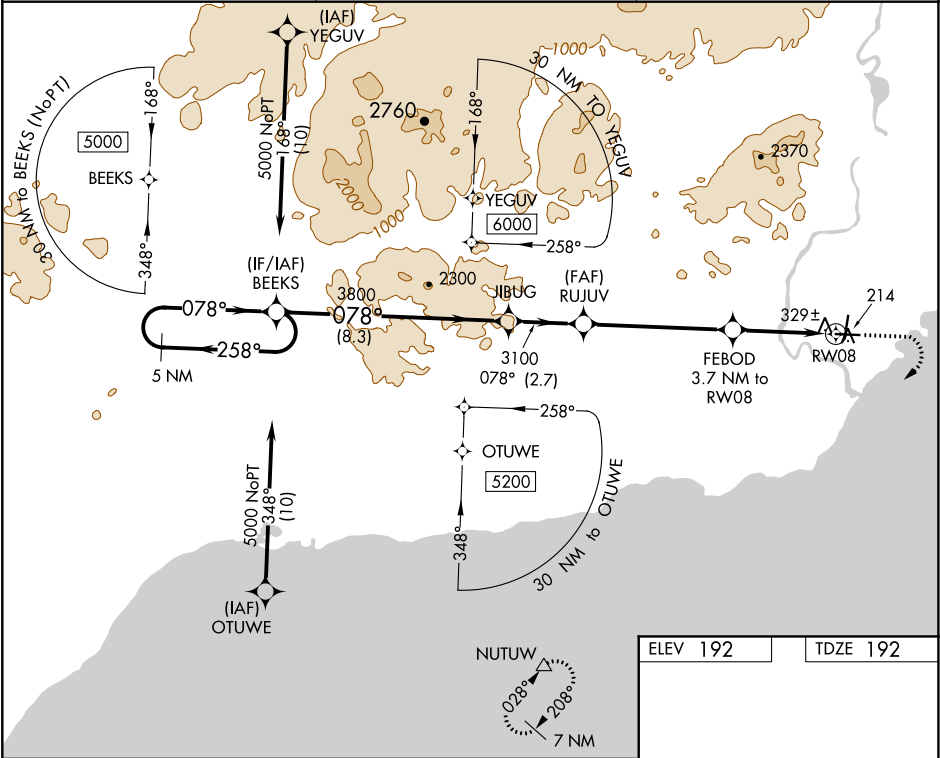 (IAF)
YEGUV
1000
30 NM to BEEKS (NoPT)
168°
5000
BEEKS
348°
5000 NoPT
168°
(10)
2760
2000
1000
30 NM TO YEGUV
168°
YEGUV
6000
258°
2370
(IF/IAF)
BEEKS
078°
258°
5 NM
3800
078°
(8.3)
2300
JIBUG
3100
078° (2.7)
(FAF)
RUJUV
FEBOD
3.7 NM to
RW08
329±
214
RW08
258°
OTUWE
5200
348°
30 NM to OTUWE
5000 NoPT
348°
(10)
(IAF)
OTUWE
NUTUW
028°
208°
7 NM
ELEV 192
TDZE 192